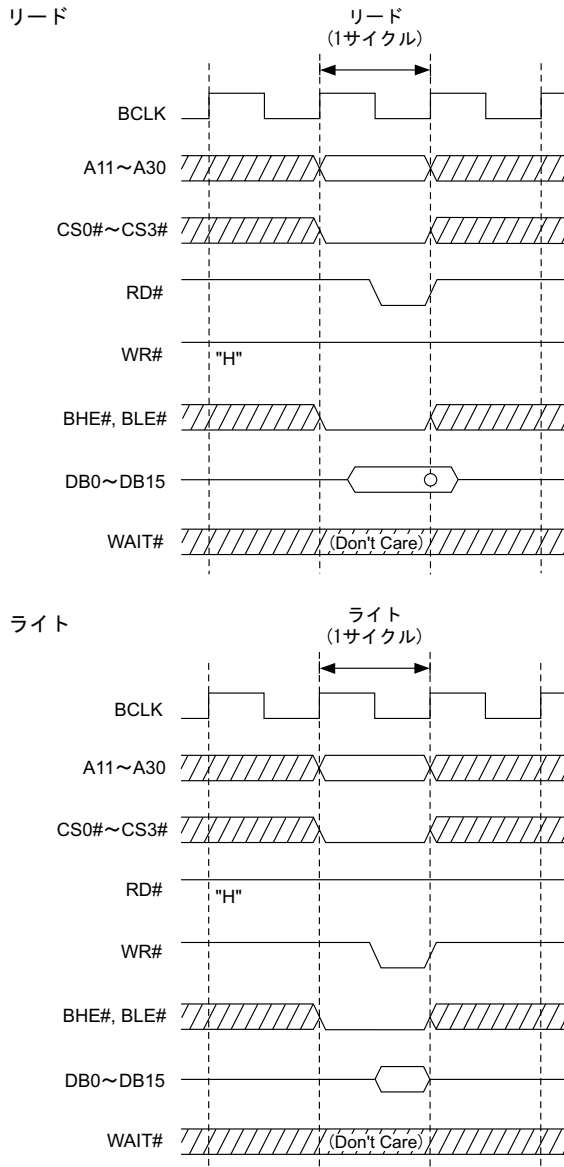 リード
リード
(1サイクル)
BCLK
A11～A30
CS0#～CS3#
RD#
WR#
"H"
BHE#, BLE#
DB0～DB15
WAIT#
(Don't Care)
ライト
ライト
(1サイクル)
BCLK
A11～A30
CS0#～CS3#
RD#
"H"
WR#
BHE#, BLE#
DB0～DB15
WAIT#
(Don't Care)